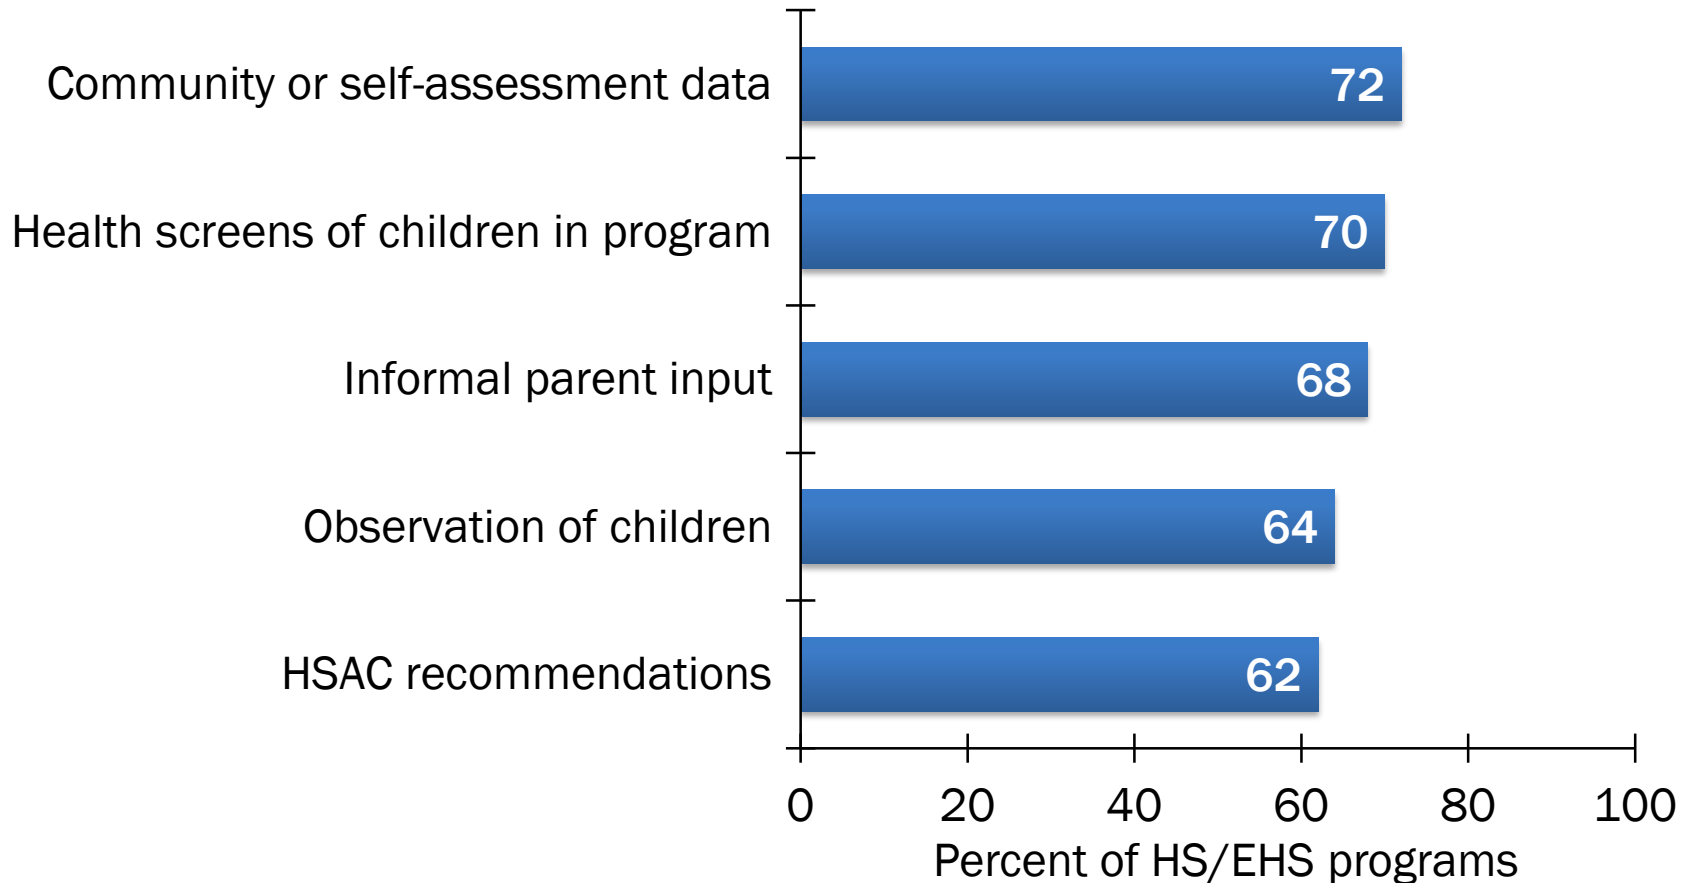 Community or self-assessment data 72
Health screens of children in program 70
Informal parent input 68
Observation of children 64
HSAC recommendations 62
0 20 40 60 80 100
Percent of HS/EHS programs